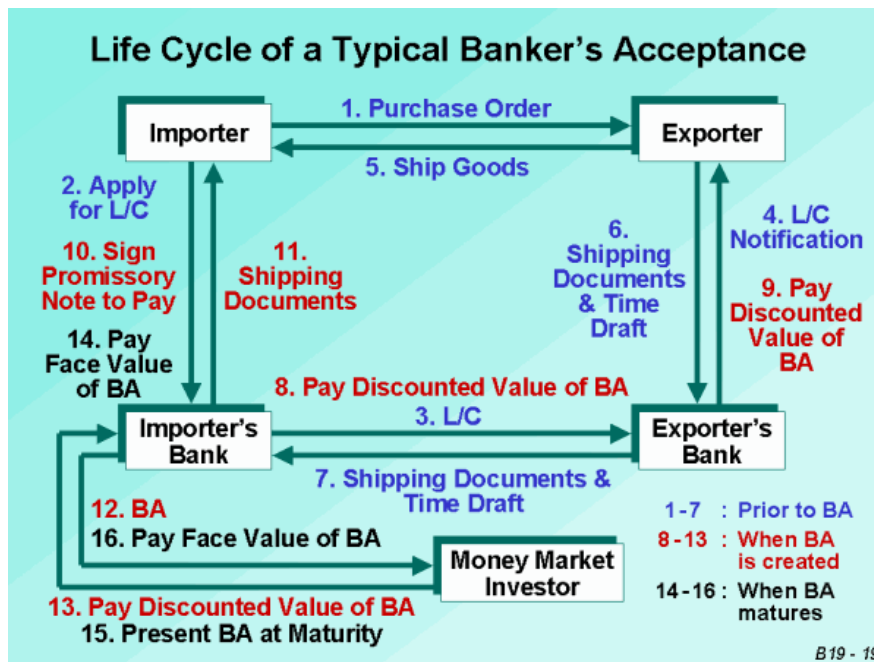 Life Cycle of a Typical Banker's Acceptance
1. Purchase Order
Importer
Exporter
5. Ship Goods
2. Apply
for L/C
10. Sign
Promissory
Note to Pay
14. Pay
Face Value
of BA
11.
Shipping
Documents
6.
Shipping
Documents
& Time
Draft
4. L/C
Notification
9. Pay
Discounted
Value of
BA
8. Pay Discounted Value of BA
3. L/C
Importer's
Bank
Exporter's
Bank
7. Shipping Documents &
Time Draft
12. BA
16. Pay Face Value of BA
Money Market
Investor
13. Pay Discounted Value of BA
15. Present BA at Maturity
1 - 7 : Prior to BA
8 - 13 : When BA
is created
14 - 16 : When BA
matures
B19 - 19